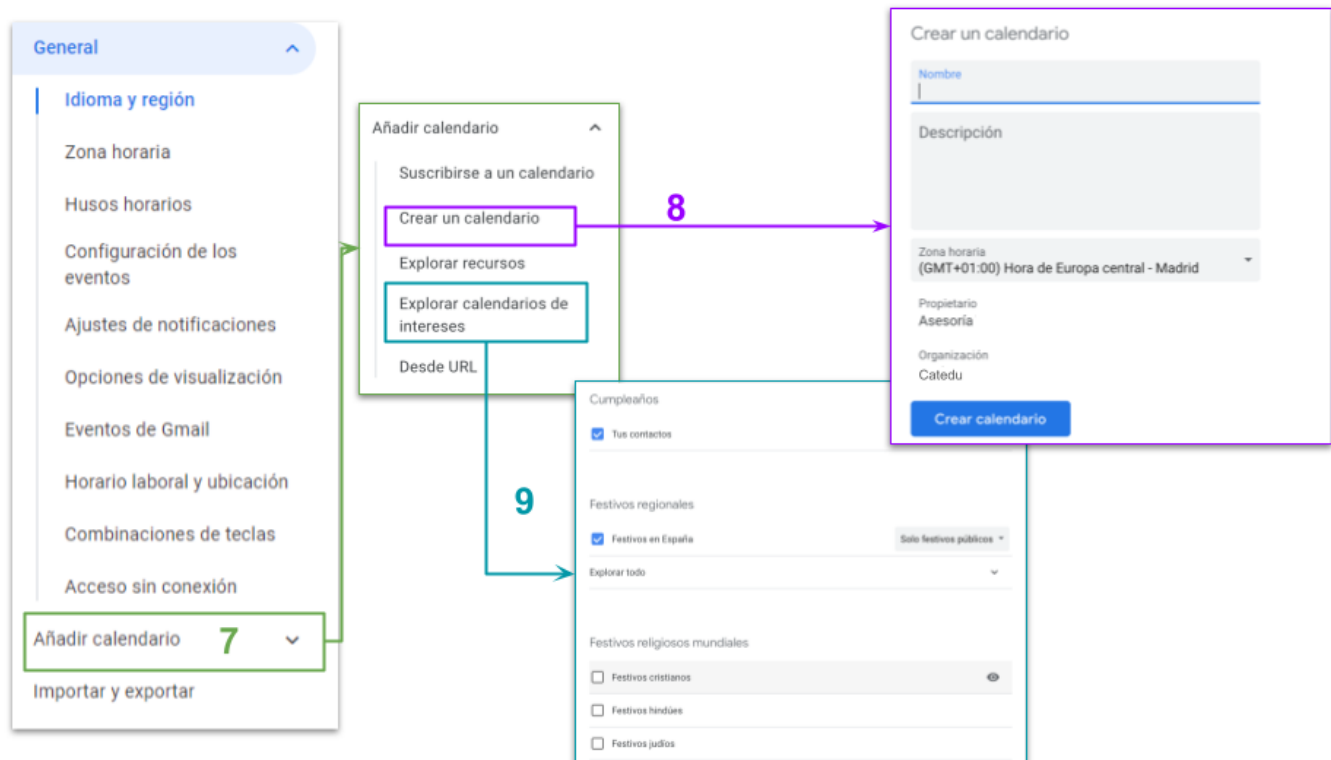 General
Idioma y región
Zona horaria
Husos horarios
Configuración de los
eventos
Ajustes de notificaciones
Opciones de visualización
Eventos de Gmail
Horario laboral y ubicación
Combinaciones de teclas
Acceso sin conexión
Añadir calendario 7
Importar y exportar
Añadir calendario
Suscribirse a un calendario
Crear un calendario
Explorar recursos
Explorar calendarios de
intereses
Desde URL
8
Crear un calendario
Nombre
Descripción
Zona horaria
(GMT+01:00) Hora de Europa central - Madrid
Propietario
Asesoría
Organización
Catedu
Crear calendario
9
Cumpleaños
Tus contactos
Festivos regionales
Festivos en España Solo festivos públicos
Explorar todo
Festivos religiosos mundiales
Festivos cristianos
Festivos hindúes
Festivos judíos